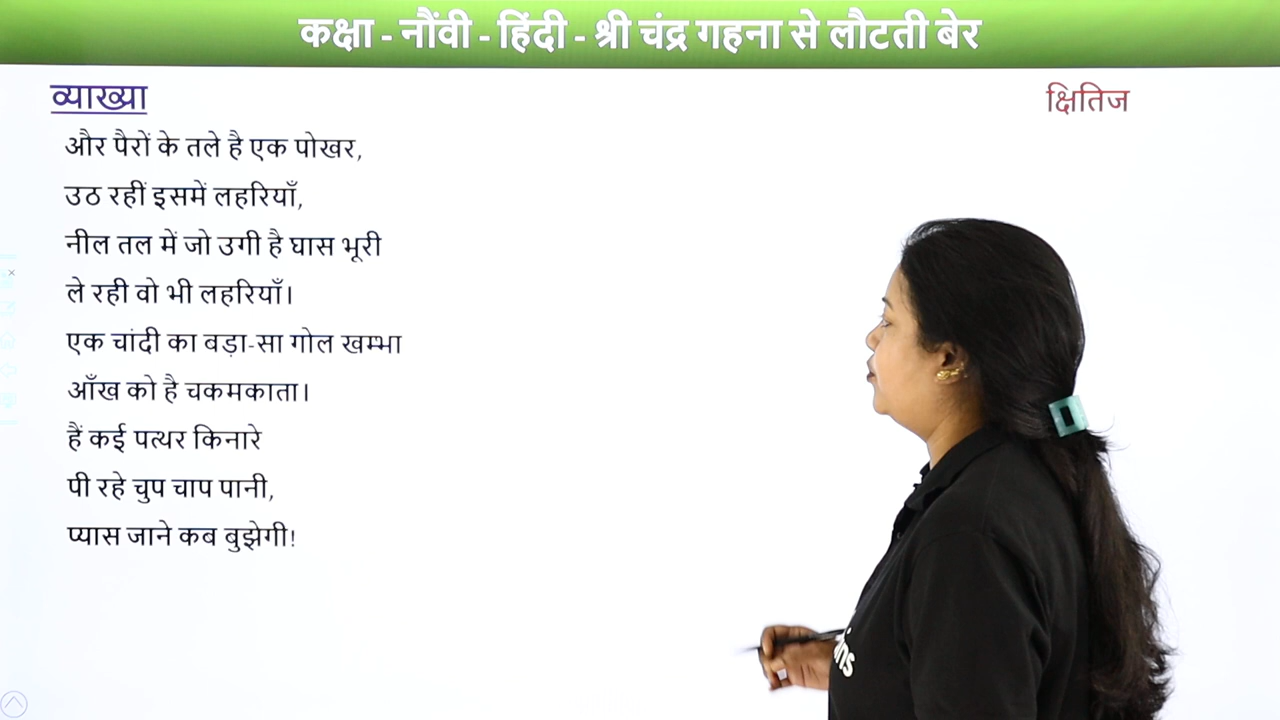 कक्षा - नौंवी - हिंदी - श्री चंद्र गहना से लौटती बेर
व्याख्या
क्षितिज
और पैरों के तले है एक पोखर,
उठ रहीं इसमें लहरियाँ,
नील तल में जो उगी है घास भूरी
ले रही वो भी लहरियाँ।
एक चांदी का वड़ा-सा गोल खम्भा
आँख को है चकमकाता।
हैं कई पत्थर किनारे
पी रहे चुप चाप पानी,
प्यास जाने कब बुझेगी!